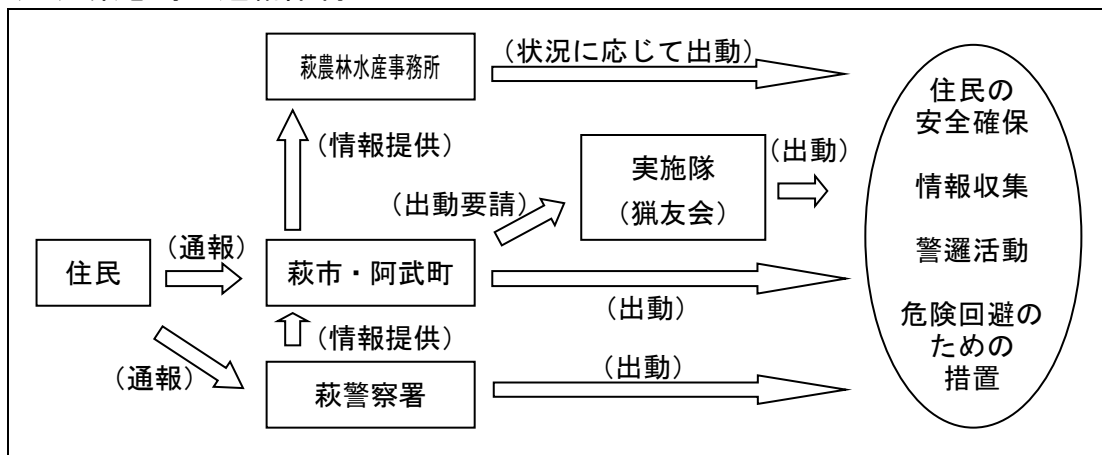 萩農林水産事務所
（状況に応じて出動）
住民の
安全確保
（情報提供）
実施隊
（猟友会）
（出動）
（出動要請）
情報収集
住民
（通報）
萩市・阿武町
警邏活動
（出動）
（情報提供）
危険回避の
ための
措置
（通報）
萩警察署
（出動）